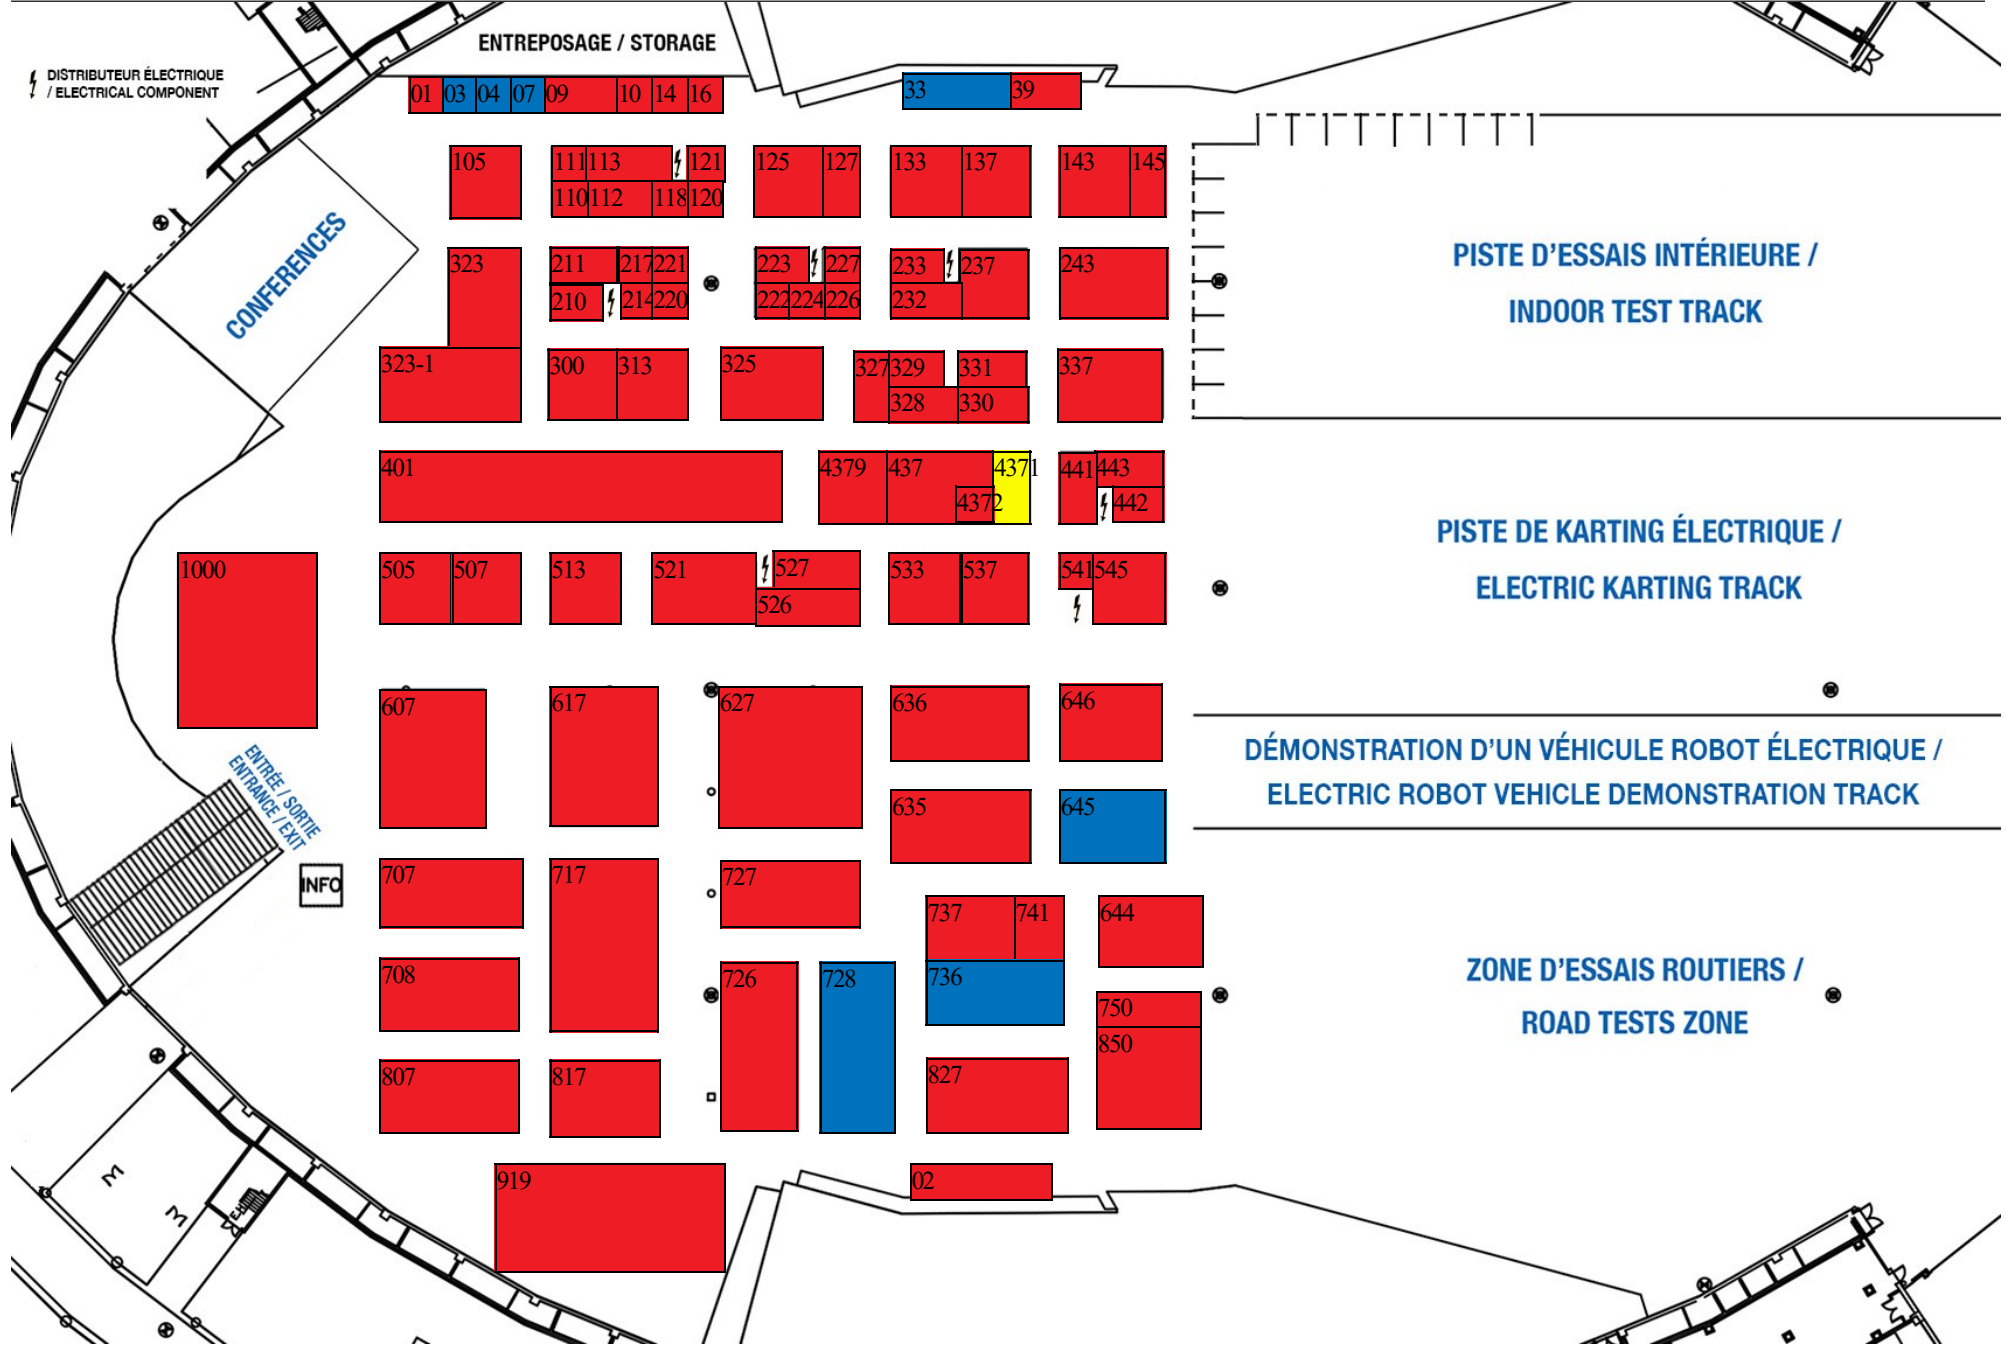 ENTREPOSAGE / STORAGE
DISTRIBUTEUR ÉLECTRIQUE
/ ELECTRICAL COMPONENT
01 03 04 07 09 10 14 16
33 39
105 111 113 121 125 127 133 137 143 145
110 112 118 120
CONFERENCES
323 211 217 221 223 227 233 237 243
210 214 220 222 224 226 232
PISTE D'ESSAIS INTÉRIEURE /
INDOOR TEST TRACK
323-1 300 313 325 327 329 331 337
328 330
401 4379 437 4371 441 443
4372 442
PISTE DE KARTING ÉLECTRIQUE /
ELECTRIC KARTING TRACK
1000 505 507 513 521 527 533 537 541 545
526
607 617 627 636 646
DÉMONSTRATION D'UN VÉHICULE ROBOT ÉLECTRIQUE /
ELECTRIC ROBOT VEHICLE DEMONSTRATION TRACK
635 645
ENTRÉE / SORTIE
ENTRANCE / EXIT
INFO
707 717 727
737 741 644
708 726 728 736
750
850
ZONE D'ESSAIS ROUTIERS /
ROAD TESTS ZONE
807 817 827
919 02